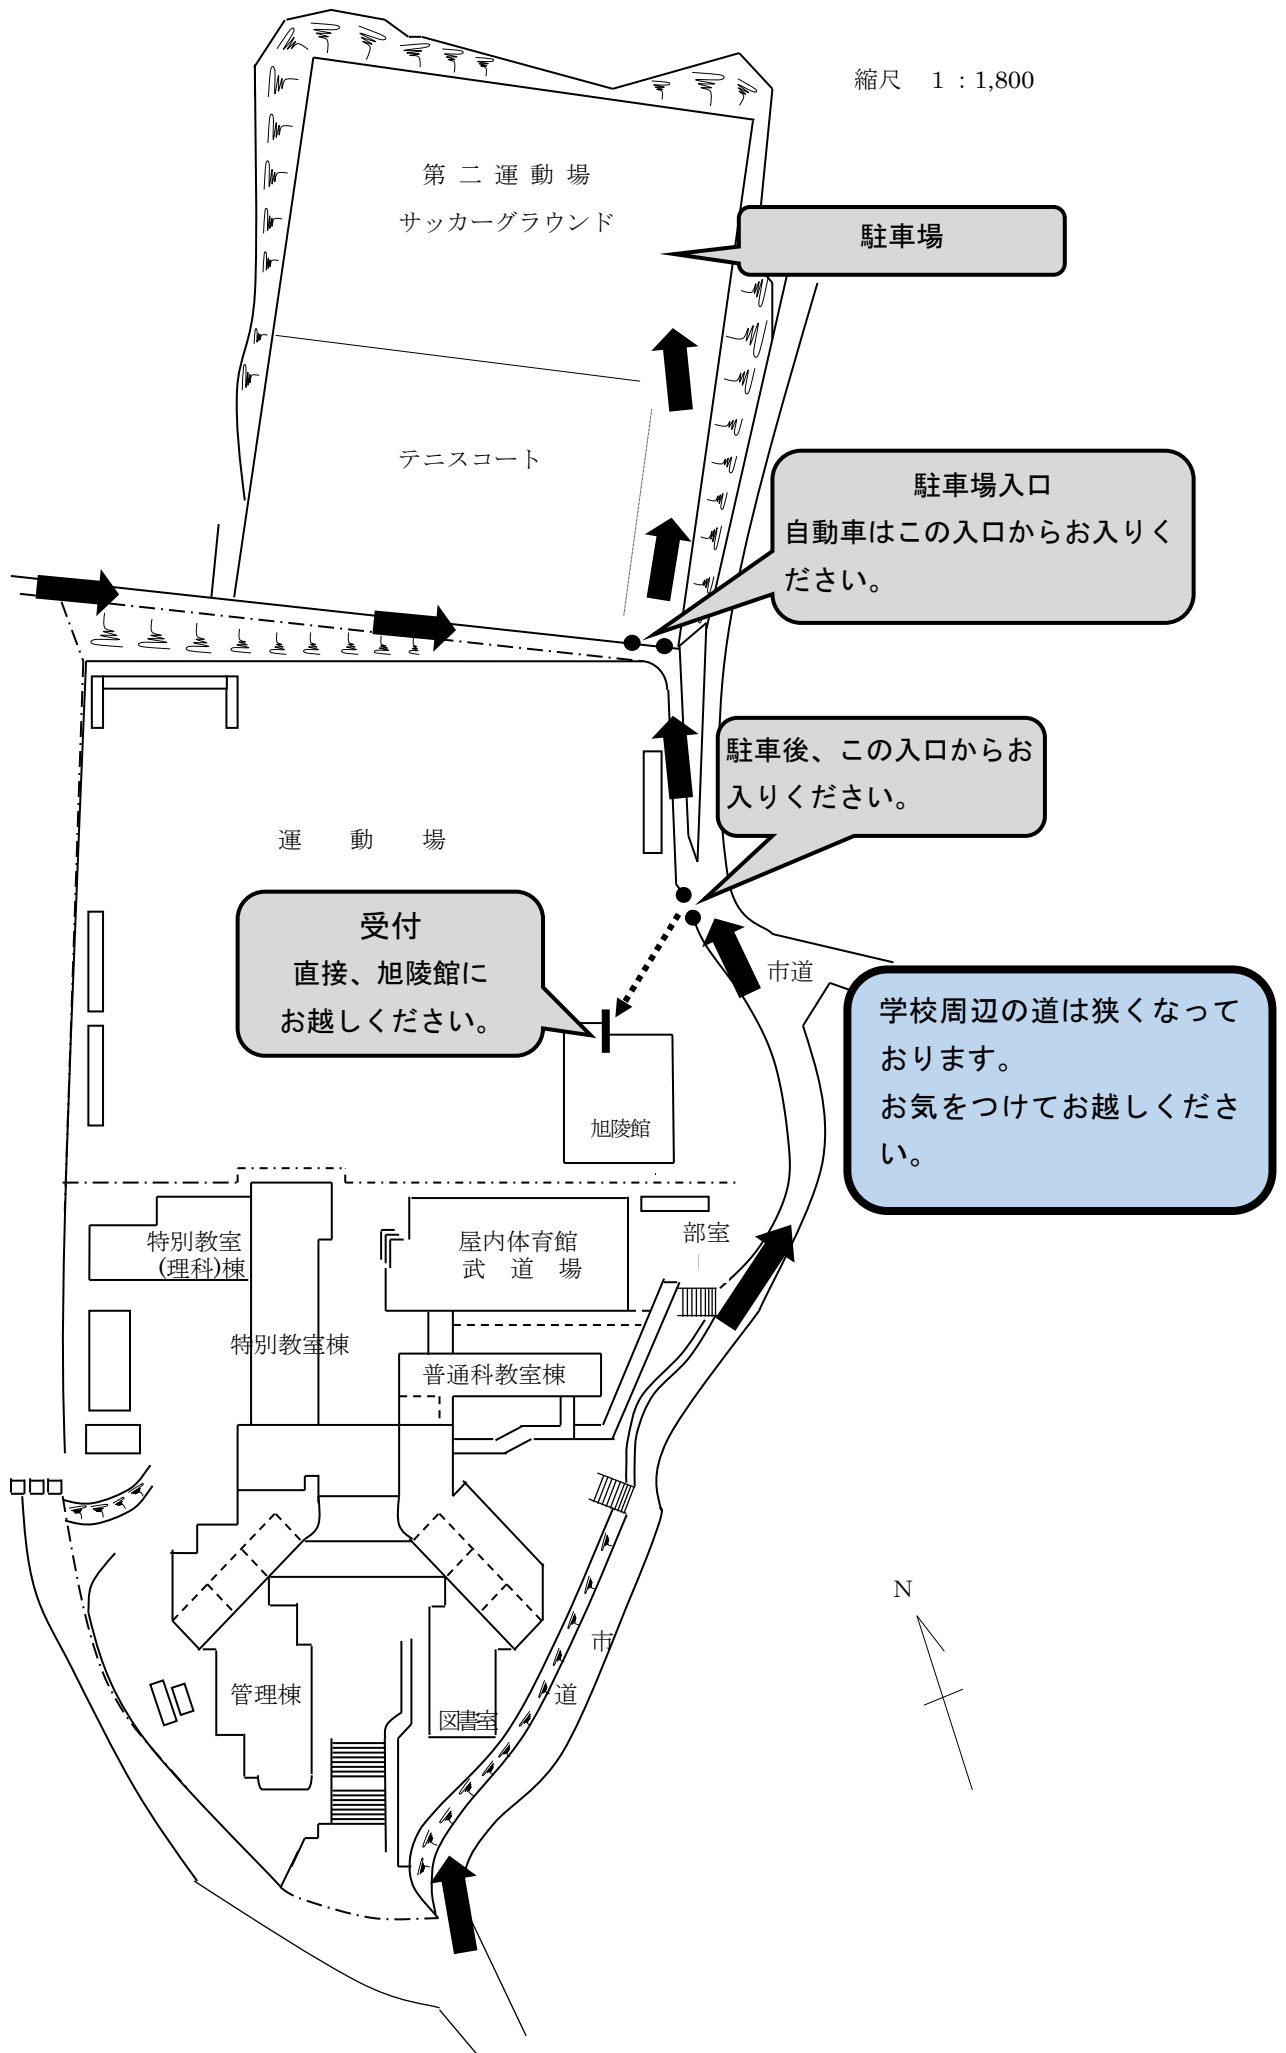 縮尺　１：1,800
第 二 運 動 場
サッカーグラウンド
駐車場
テニスコート
駐車場入口
自動車はこの入口からお入りく
ださい。
駐車後、この入口からお
入りください。
運　動　場
受付
直接、旭陵館に
お越しください。
市道
学校周辺の道は狭くなって
おります。
お気をつけてお越しくださ
い。
旭陵館
特別教室
(理科)棟
屋内体育館
武　道　場
部室
特別教室棟
普通科教室棟
N
市
道
管理棟
図書室